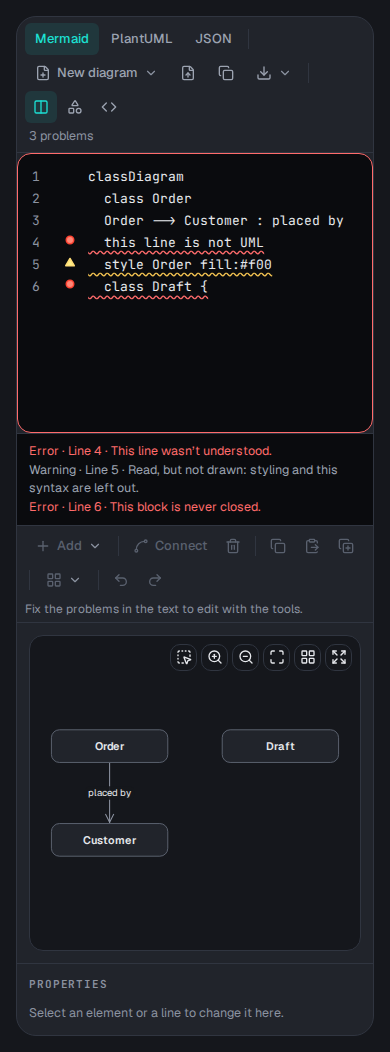 Mermaid PlantUML JSON
New diagram
3 problems
1 classDiagram
2 class Order
3 Order --> Customer : placed by
4 this line is not UML
5 style Order fill:#f00
6 class Draft {
Error · Line 4 · This line wasn't understood.
Warning · Line 5 · Read, but not drawn: styling and this
syntax are left out.
Error · Line 6 · This block is never closed.
Add Connect
Fix the problems in the text to edit with the tools.
Order Draft
placed by
Customer
PROPERTIES
Select an element or a line to change it here.